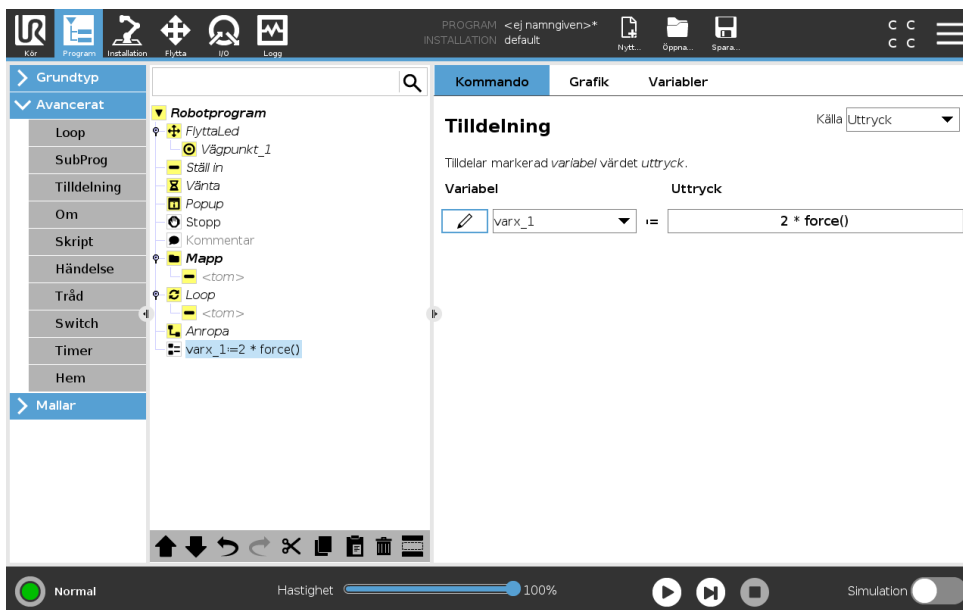 UR
Kör
Program
Installation
Flytta
I/O
Logg
PROGRAM <ej namngiven>*
INSTALLATION default
Nytt...
Öppna...
Spara...
C C
C C
Grundtyp
Avancerat
Loop
SubProg
Tilldelning
Om
Skript
Händelse
Tråd
Switch
Timer
Hem
Mallar
Robotprogram
FlyttaLed
Vägpunkt_1
Ställ in
Vänta
Popup
Stopp
Kommentar
Mapp
<tom>
Loop
<tom>
Anropa
varx_1≔2 * force()
Kommando Grafik Variabler
Tilldelning
Källa Uttryck
Tilldelar markerad variabel värdet uttryck.
Variabel Uttryck
varx_1 ≔ 2 * force()
Normal
Hastighet 100%
Simulation